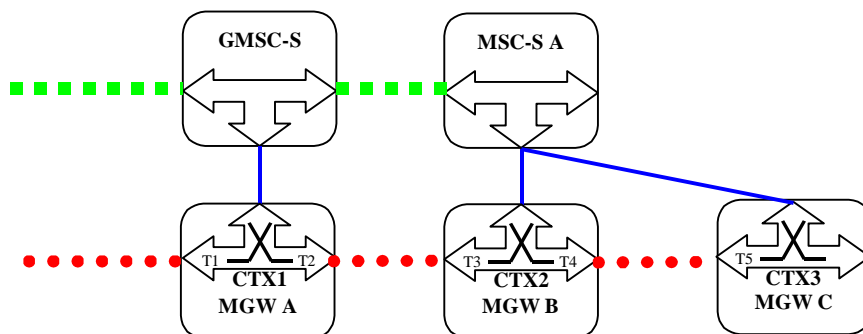 GMSC-S
MSC-S A
T1
T2
CTX1
MGW A
T3
T4
CTX2
MGW B
T5
CTX3
MGW C